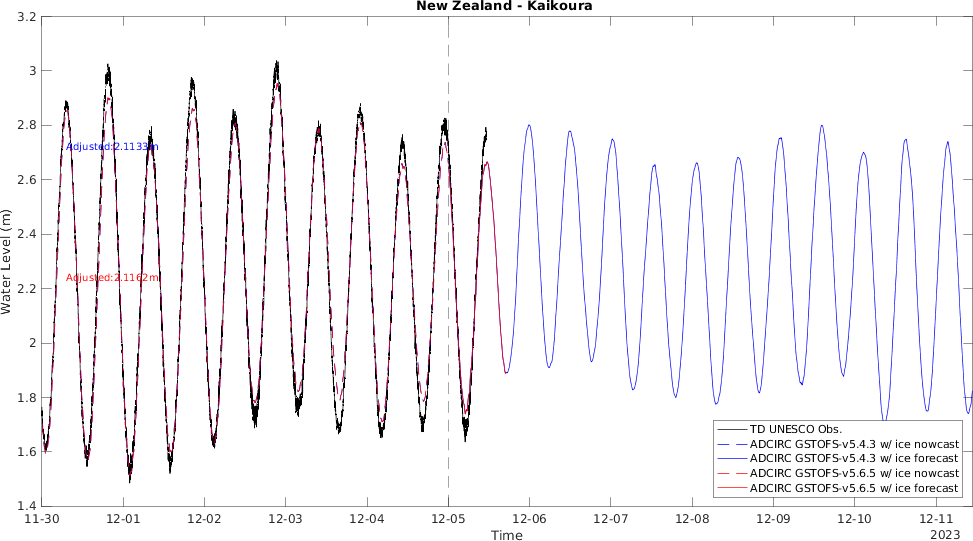 New Zealand - Kaikoura
3.2
3
2.8
2.6
2.4
2.2
2
1.8
1.6
1.4
Water Level (m)
Adjusted:2.1133m
Adjusted:2.1162m
TD UNESCO Obs.
ADCIRC GSTOFS-v5.4.3 w/ ice nowcast
ADCIRC GSTOFS-v5.4.3 w/ ice forecast
ADCIRC GSTOFS-v5.6.5 w/ ice nowcast
ADCIRC GSTOFS-v5.6.5 w/ ice forecast
11-30 12-01 12-02 12-03 12-04 12-05 12-06 12-07 12-08 12-09 12-10 12-11
Time
2023